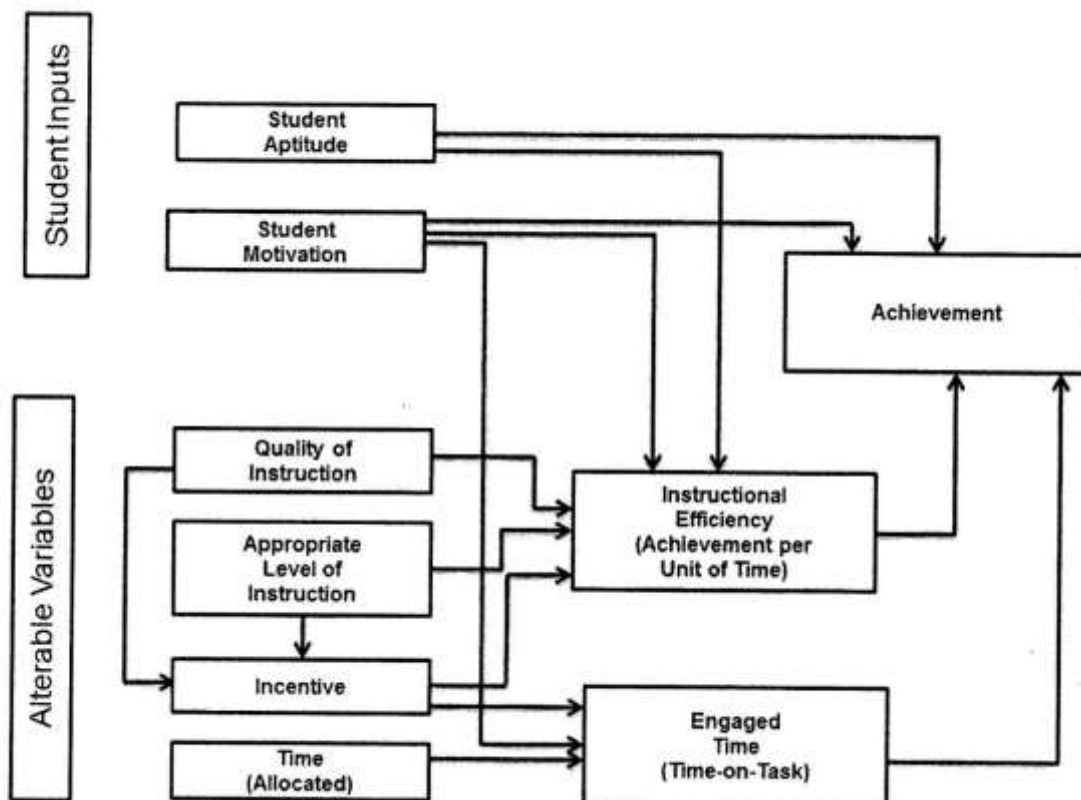 Student Inputs
Student
Aptitude
Student
Motivation
Achievement
Alterable Variables
Quality of
Instruction
Appropriate
Level of
Instruction
Incentive
Time
(Allocated)
Instructional
Efficiency
(Achievement per
Unit of Time)
Engaged
Time
(Time-on-Task)